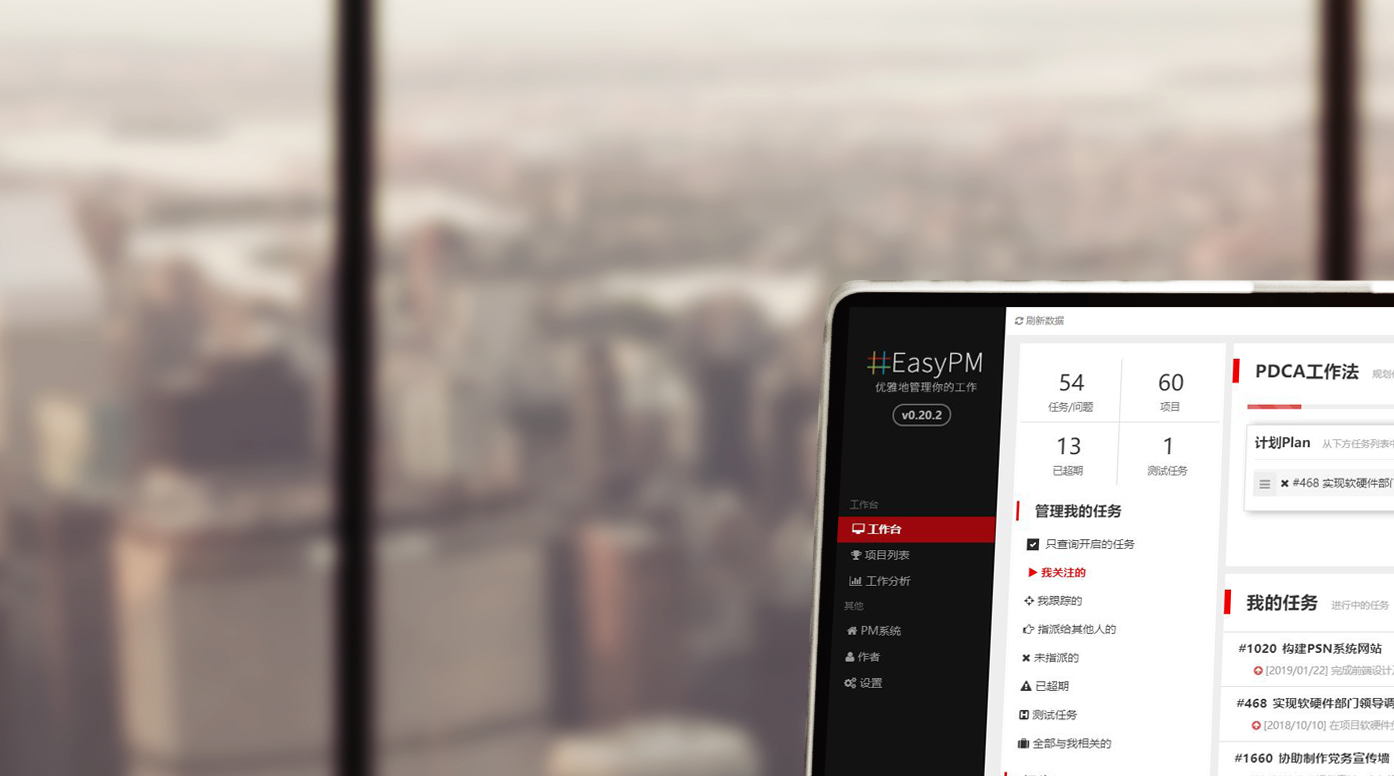 刷新数据
#EasyPM
优雅地管理你的工作
v0.20.2
工作台
工作台
项目列表
工作分析
其他
PM系统
作者
设置
54
任务/问题
60
项目
13
已超期
1
测试任务
管理我的任务
只查询开启的任务
我关注的
我跟踪的
指派给其他人的
未指派的
已超期
测试任务
全部与我相关的
PDCA工作法
计划Plan 从下方任务列表
#468 实现软硬件部
我的任务 进行中的任务
#1020 构建PSN系统网站
[2019/01/22] 完成前端设计
#468 实现软硬件部门领导
[2018/10/10] 在项目软硬件
#1660 协助制作党务宣传墙